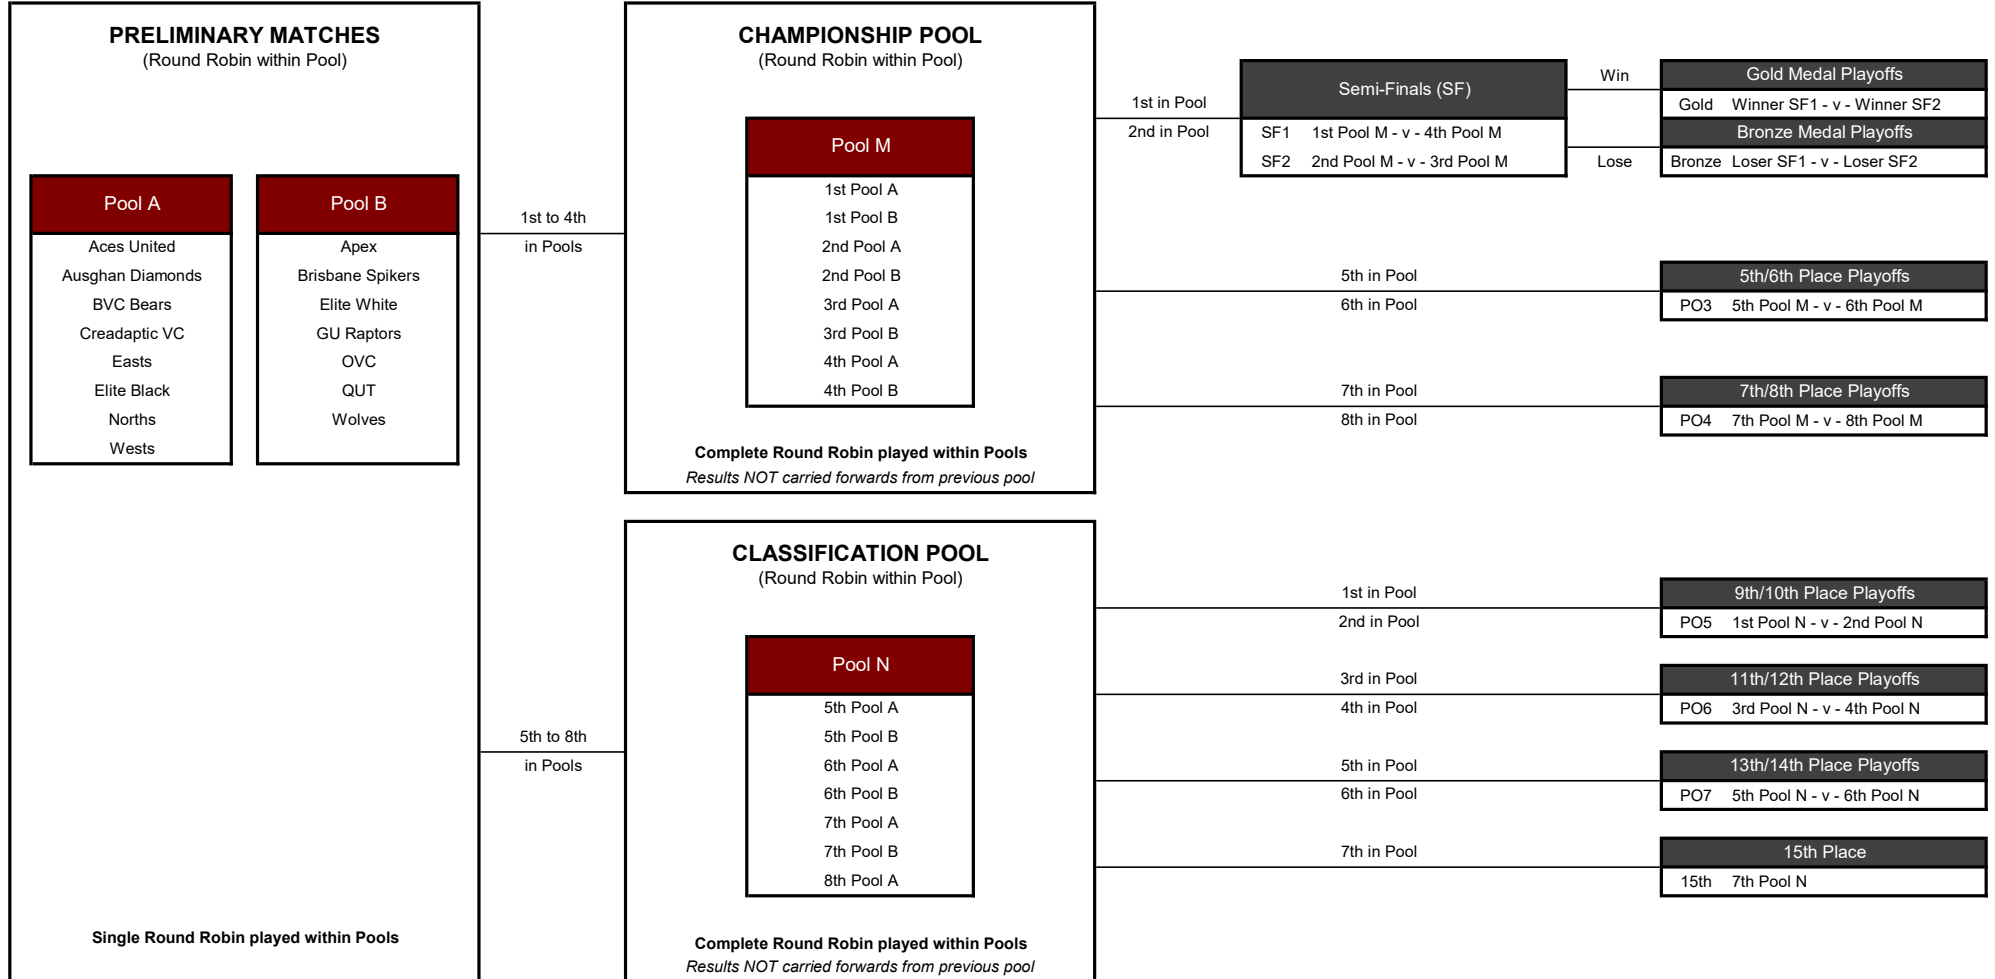 PRELIMINARY MATCHES
(Round Robin within Pool)
Pool A
Aces United
Ausghan Diamonds
BVC Bears
Creadaptic VC
Easts
Elite Black
Norths
Wests
Pool B
Apex
Brisbane Spikers
Elite White
GU Raptors
OVC
QUT
Wolves
Single Round Robin played within Pools
1st to 4th
in Pools
5th to 8th
in Pools
CHAMPIONSHIP POOL
(Round Robin within Pool)
Pool M
1st Pool A
1st Pool B
2nd Pool A
2nd Pool B
3rd Pool A
3rd Pool B
4th Pool A
4th Pool B
Complete Round Robin played within Pools
Results NOT carried forwards from previous pool
1st in Pool
2nd in Pool
Semi-Finals (SF)
SF1 1st Pool M - v - 4th Pool M
SF2 2nd Pool M - v - 3rd Pool M
Win
Lose
Gold Medal Playoffs
Gold Winner SF1 - v - Winner SF2
Bronze Medal Playoffs
Bronze Loser SF1 - v - Loser SF2
5th in Pool
6th in Pool
5th/6th Place Playoffs
PO3 5th Pool M - v - 6th Pool M
7th in Pool
8th in Pool
7th/8th Place Playoffs
PO4 7th Pool M - v - 8th Pool M
CLASSIFICATION POOL
(Round Robin within Pool)
Pool N
5th Pool A
5th Pool B
6th Pool A
6th Pool B
7th Pool A
7th Pool B
8th Pool A
Complete Round Robin played within Pools
Results NOT carried forwards from previous pool
1st in Pool
2nd in Pool
9th/10th Place Playoffs
PO5 1st Pool N - v - 2nd Pool N
3rd in Pool
4th in Pool
11th/12th Place Playoffs
PO6 3rd Pool N - v - 4th Pool N
5th in Pool
6th in Pool
13th/14th Place Playoffs
PO7 5th Pool N - v - 6th Pool N
7th in Pool
15th Place
15th 7th Pool N